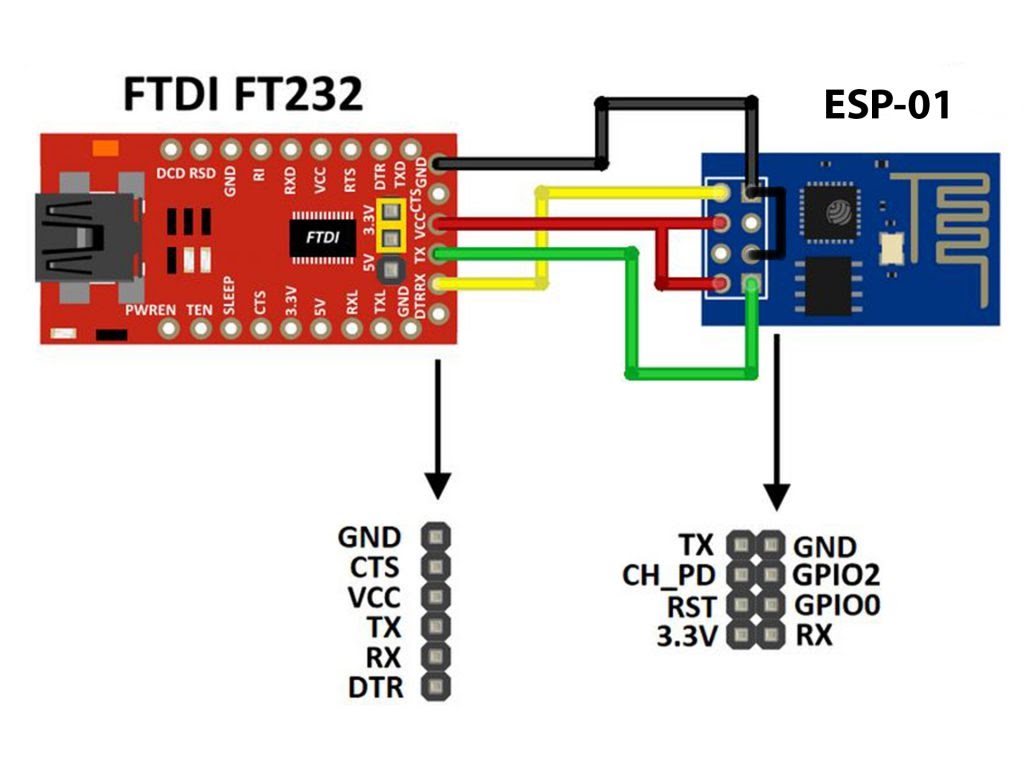 FTDI FT232
ESP-01
DCD RSD GND RI RXD VCC RTS DTR TXD
GND
CTS
VCC
TX
RX
DTR
3.3V
5V
FTDI
PWREN TEN SLEEP CTS 3.3V 5V RXL TXL GND
GND
CTS
VCC
TX
RX
DTR
TX GND
CH_PD GPIO2
RST GPIO0
3.3V RX